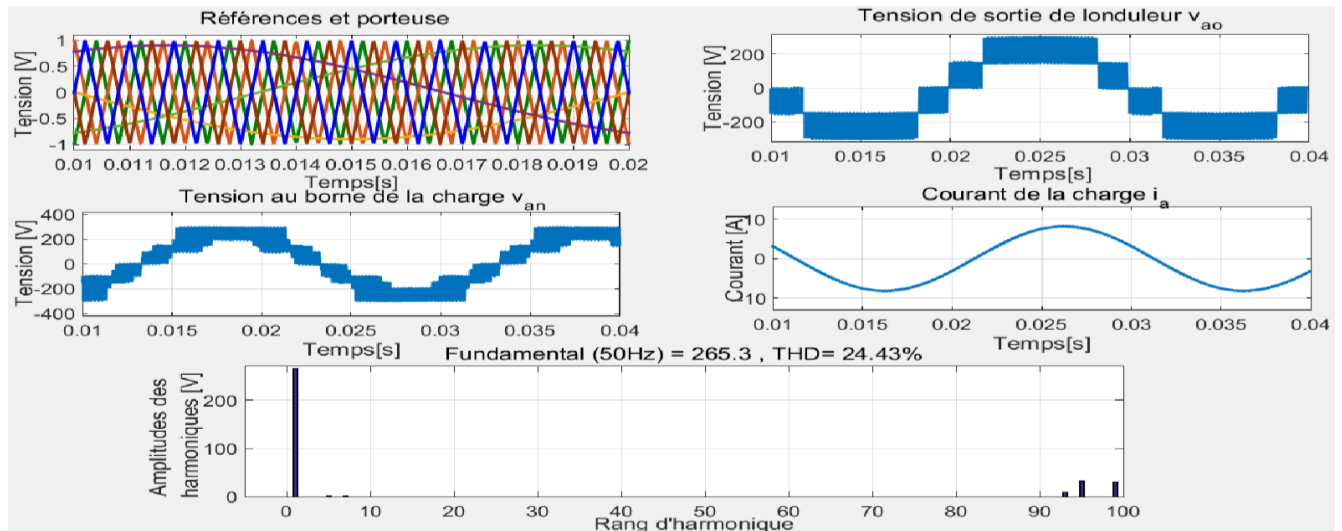 Références et porteuse
Tension [V]
1
0.5
0
-0.5
-1
0.01 0.011 0.012 0.013 0.014 0.015 0.016 0.017 0.018 0.019 0.02
Temps[s]
Tension de sortie de londuleur v_ao
Tension [V]
200
0
-200
0.01 0.015 0.02 0.025 0.03 0.035 0.04
Temps[s]
Tension au borne de la charge v_an
Tension [V]
400
200
0
-200
-400
0.01 0.015 0.02 0.025 0.03 0.035 0.04
Temps[s]
Courant de la charge i_a
Courant [A]
10
0
10
0.01 0.015 0.02 0.025 0.03 0.035 0.04
Temps[s]
Fundamental (50Hz) = 265.3 , THD= 24.43%
Amplitudes des
harmoniques [V]
200
100
0
0 10 20 30 40 50 60 70 80 90 100
Rang d'harmonique